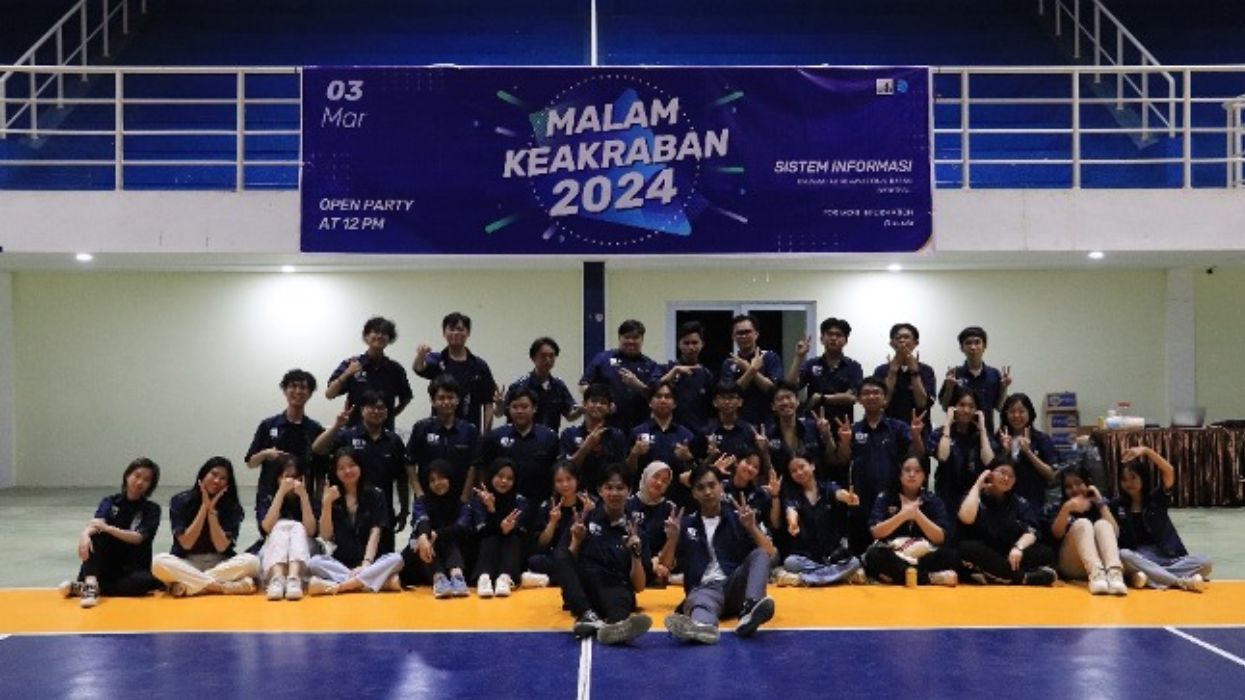 03
Mar
OPEN PARTY
AT 12 PM
MALAM
KEAKRABAN
2024
SISTEM INFORMASI